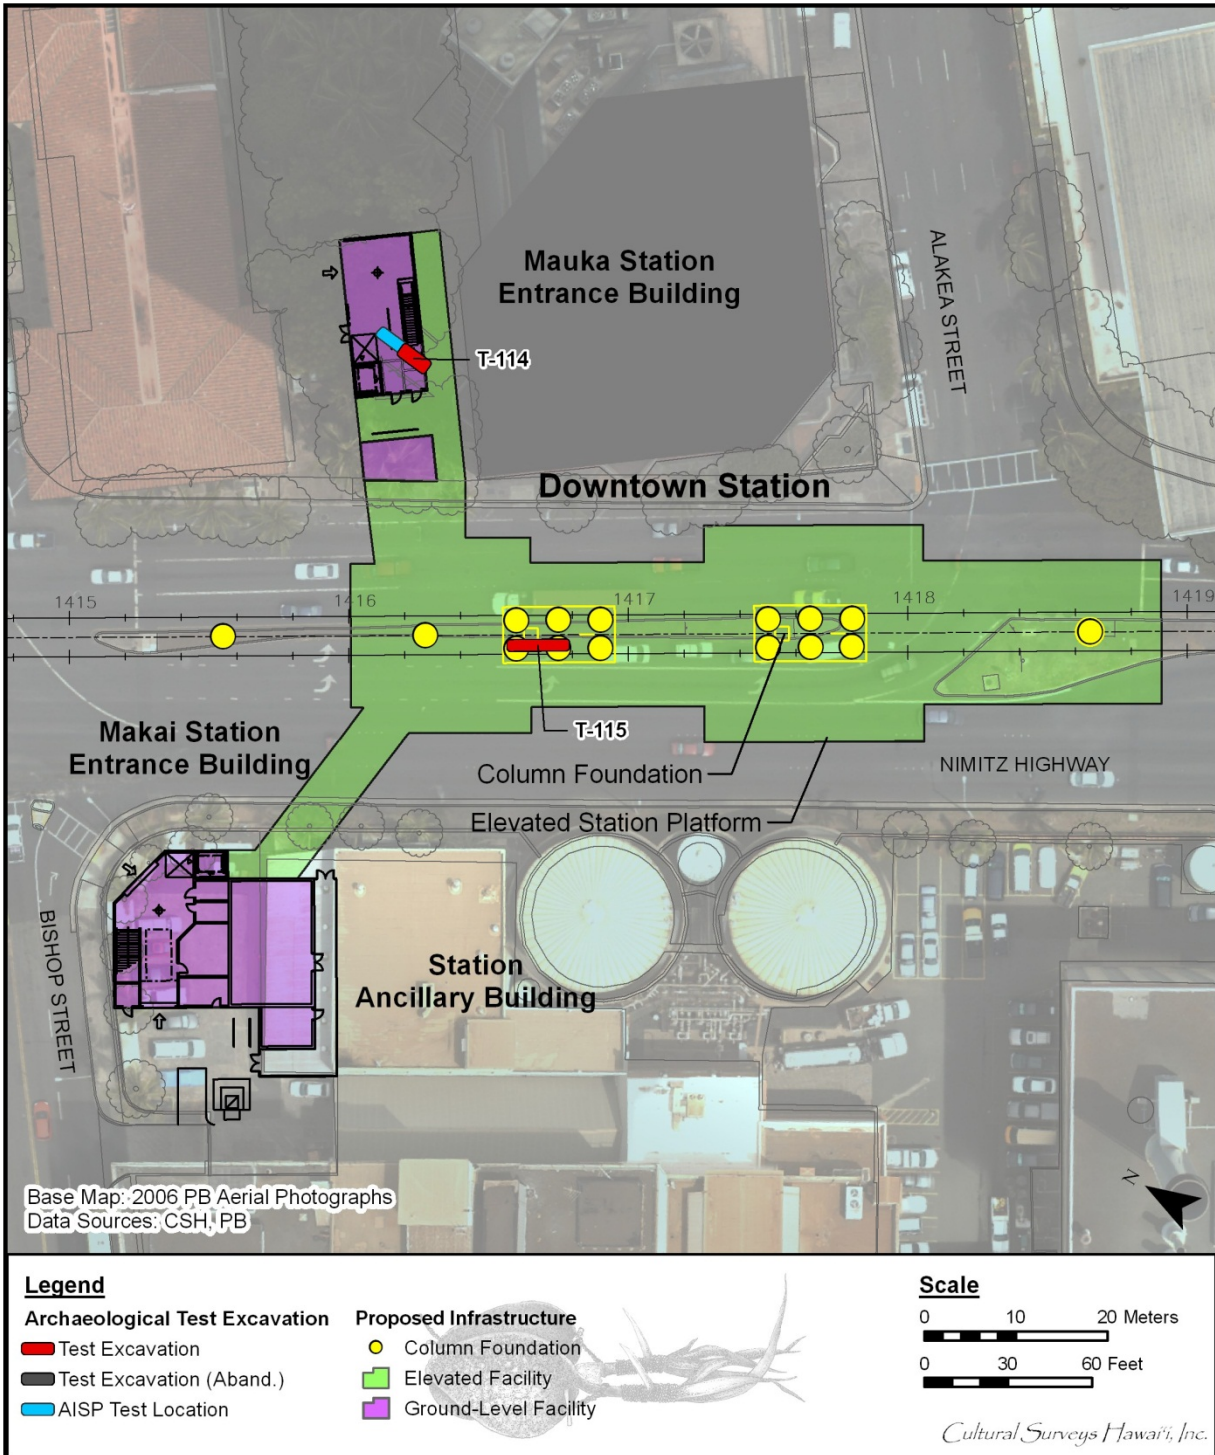 Mauka Station
Entrance Building
ALAKEA STREET
T-114
Downtown Station
1415
1416
1417
1418
1419
Makai Station
Entrance Building
T-115
Column Foundation
NIMITZ HIGHWAY
Elevated Station Platform
BISHOP STREET
Station
Ancillary Building
N
Base Map: 2006 PB Aerial Photographs
Data Sources: CSH, PB
Legend
Archaeological Test Excavation
Test Excavation
Test Excavation (Aband.)
AISP Test Location
Proposed Infrastructure
Column Foundation
Elevated Facility
Ground-Level Facility
Scale
0 10 20 Meters
0 30 60 Feet
Cultural Surveys Hawai'i, Inc.